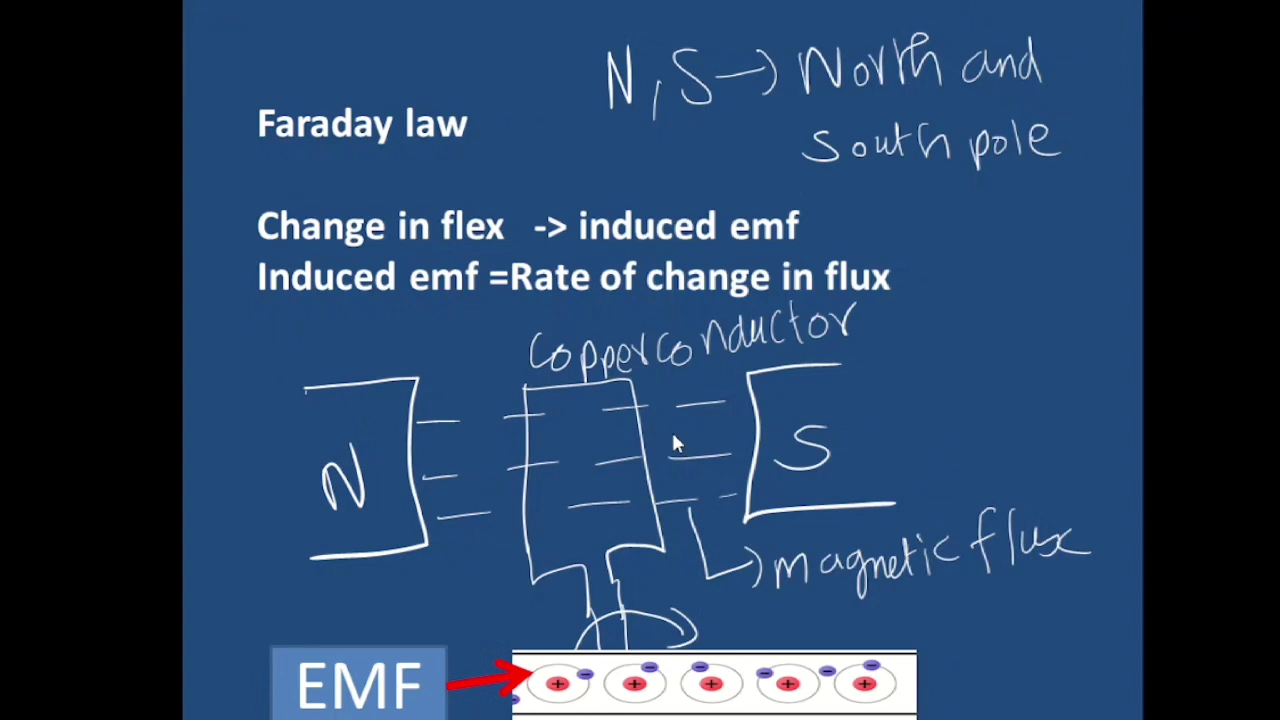 N, S → North and
south pole
Faraday law
Change in flex -> induced emf
Induced emf =Rate of change in flux
Copper conductor
N
S
magnetic flux
EMF
- - - - -
+ + + + +